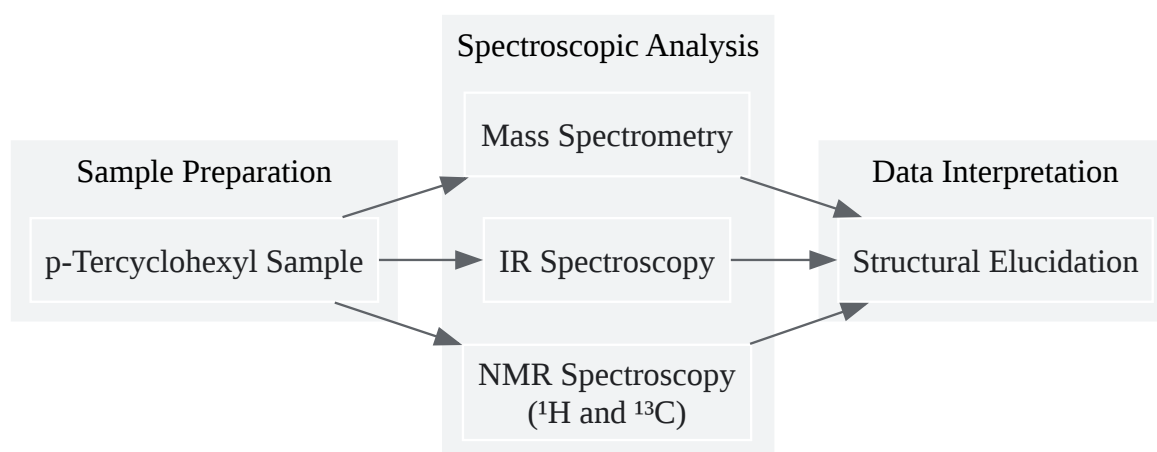 Spectroscopic Analysis
Mass Spectrometry
Sample Preparation
Data Interpretation
p-Tercyclohexyl Sample
IR Spectroscopy
Structural Elucidation
NMR Spectroscopy
(¹H and ¹³C)